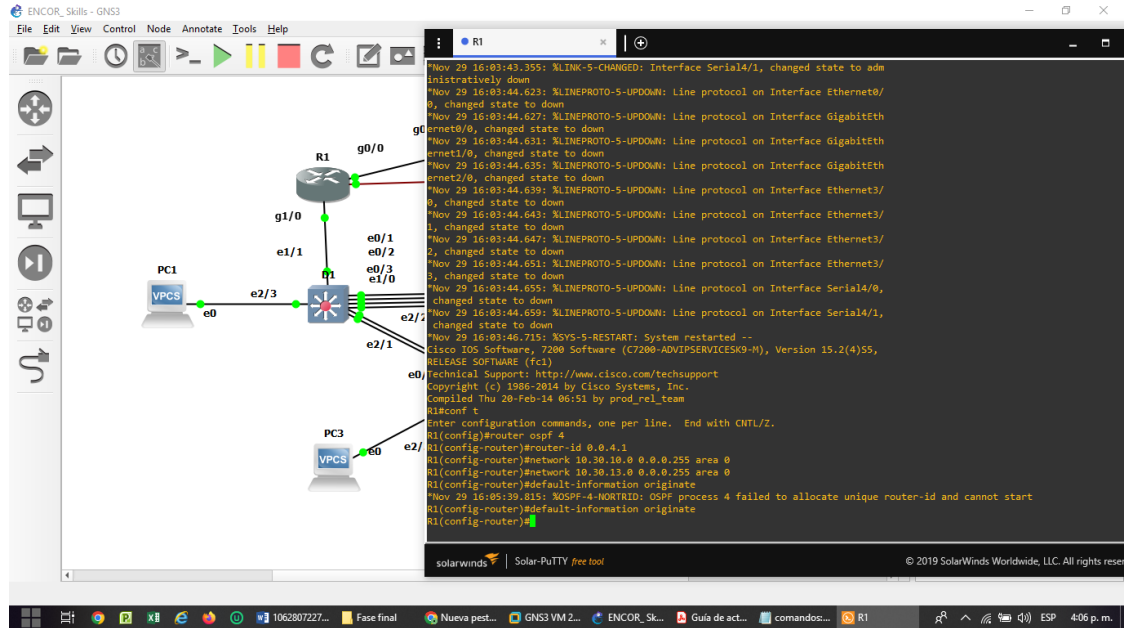 ENCOR_Skills - GNS3
File Edit View Control Node Annotate Tools Help
R1
*Nov 29 16:03:43.355: %LINK-5-CHANGED: Interface Serial4/1, changed state to adm
inistratively down
*Nov 29 16:03:44.623: %LINEPROTO-5-UPDOWN: Line protocol on Interface Ethernet0/
0, changed state to down
*Nov 29 16:03:44.627: %LINEPROTO-5-UPDOWN: Line protocol on Interface GigabitEth
ernet0/0, changed state to down
*Nov 29 16:03:44.631: %LINEPROTO-5-UPDOWN: Line protocol on Interface GigabitEth
ernet1/0, changed state to down
*Nov 29 16:03:44.635: %LINEPROTO-5-UPDOWN: Line protocol on Interface GigabitEth
ernet2/0, changed state to down
*Nov 29 16:03:44.639: %LINEPROTO-5-UPDOWN: Line protocol on Interface Ethernet3/
0, changed state to down
*Nov 29 16:03:44.643: %LINEPROTO-5-UPDOWN: Line protocol on Interface Ethernet3/
1, changed state to down
*Nov 29 16:03:44.647: %LINEPROTO-5-UPDOWN: Line protocol on Interface Ethernet3/
2, changed state to down
*Nov 29 16:03:44.651: %LINEPROTO-5-UPDOWN: Line protocol on Interface Ethernet3/
3, changed state to down
*Nov 29 16:03:44.655: %LINEPROTO-5-UPDOWN: Line protocol on Interface Serial4/0,
changed state to down
*Nov 29 16:03:44.659: %LINEPROTO-5-UPDOWN: Line protocol on Interface Serial4/1,
changed state to down
*Nov 29 16:03:46.715: %SYS-5-RESTART: System restarted --
Cisco IOS Software, 7200 Software (C7200-ADVIPSERVICESK9-M), Version 15.2(4)S5,
RELEASE SOFTWARE (fc1)
Technical Support: http://www.cisco.com/techsupport
Copyright (c) 1986-2014 by Cisco Systems, Inc.
Compiled Thu 20-Feb-14 06:51 by prod_rel_team
R1#conf t
Enter configuration commands, one per line.  End with CNTL/Z.
R1(config)#router ospf 4
R1(config-router)#router-id 0.0.4.1
R1(config-router)#network 10.30.10.0 0.0.0.255 area 0
R1(config-router)#network 10.30.13.0 0.0.0.255 area 0
R1(config-router)#default-information originate
*Nov 29 16:05:39.815: %OSPF-4-NORTRID: OSPF process 4 failed to allocate unique router-id and cannot start
R1(config-router)#default-information originate
R1(config-router)#
g0
R1
g0/0
g1/0
e1/1
e0/1
e0/2
e0/3
e1/0
D1
PC1
VPCS
e0
e2/3
e2/2
e2/1
e0/
PC3
VPCS
e0
e2/
solarwinds Solar-PuTTY free tool
© 2019 SolarWinds Worldwide, LLC. All rights reser
1062807227...
Fase final
Nueva pest...
GNS3 VM 2...
ENCOR_Sk...
Guía de act...
comandos:...
R1
ESP
4:06 p. m.